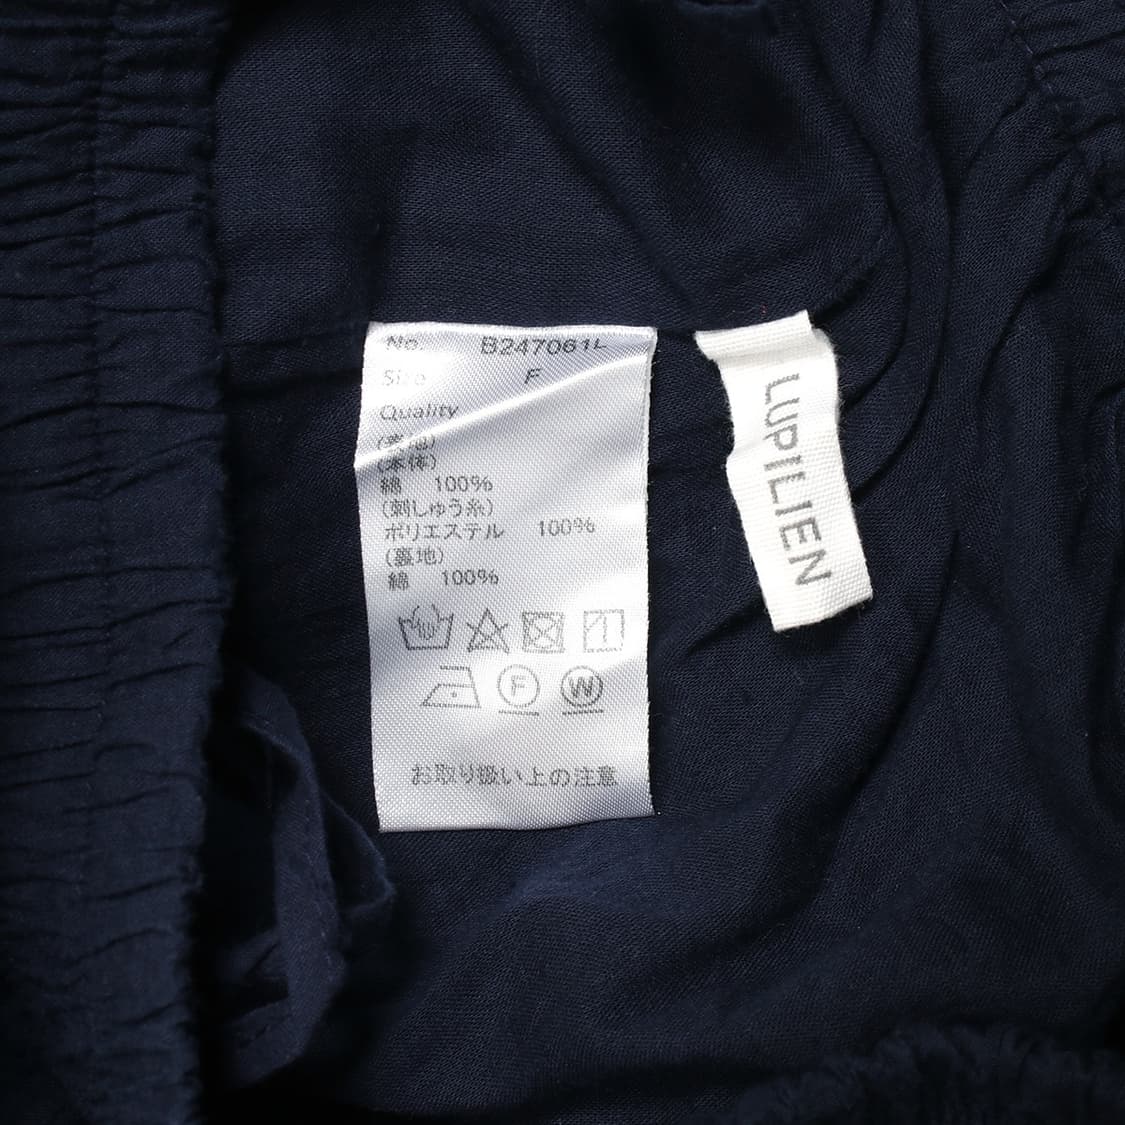 No. B247061L
Size F
Quality
(表地)
(本体)
綿 100%
(刺しゅう糸)
ポリエステル 100%
(裏地)
綿 100%
F W
お取り扱い上の注意
LUPILIEN